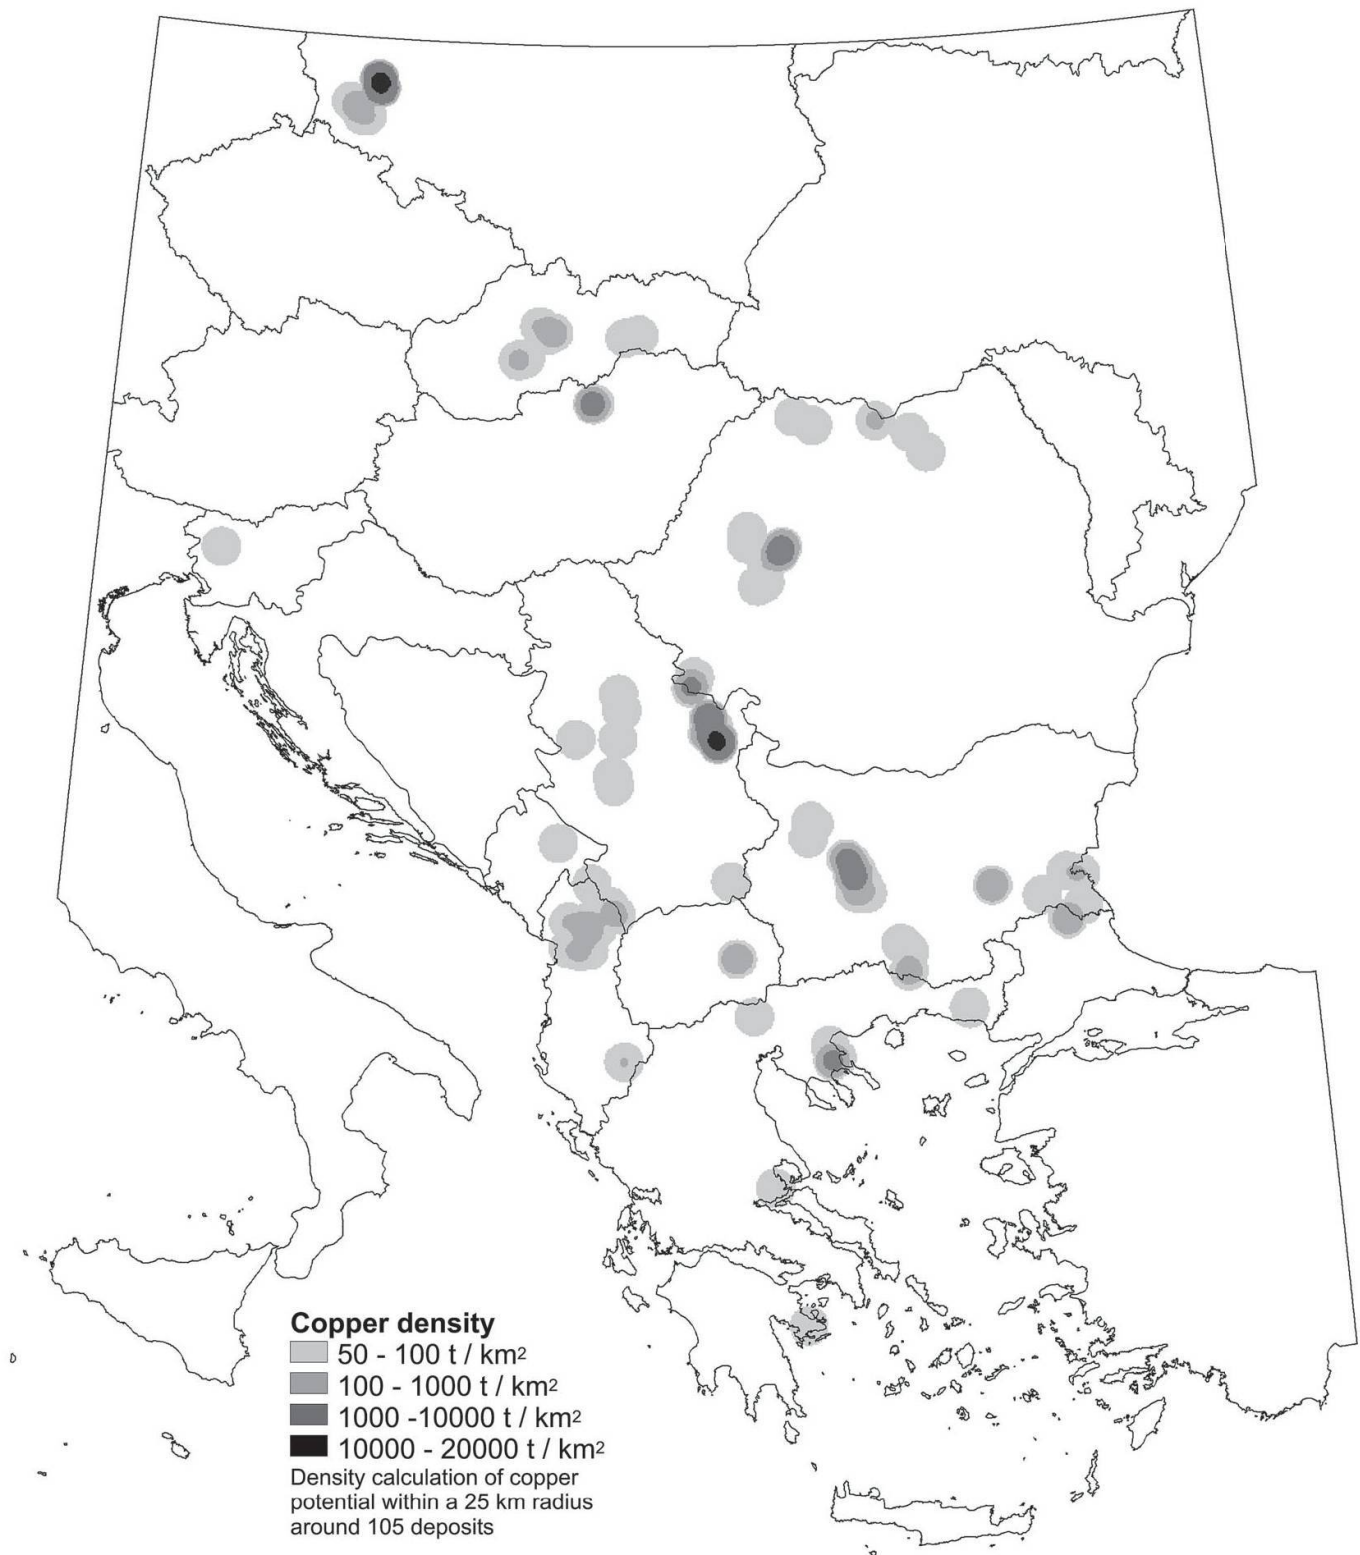 Copper density
50 - 100 t / km²
100 - 1000 t / km²
1000 -10000 t / km²
10000 - 20000 t / km²
Density calculation of copper
potential within a 25 km radius
around 105 deposits